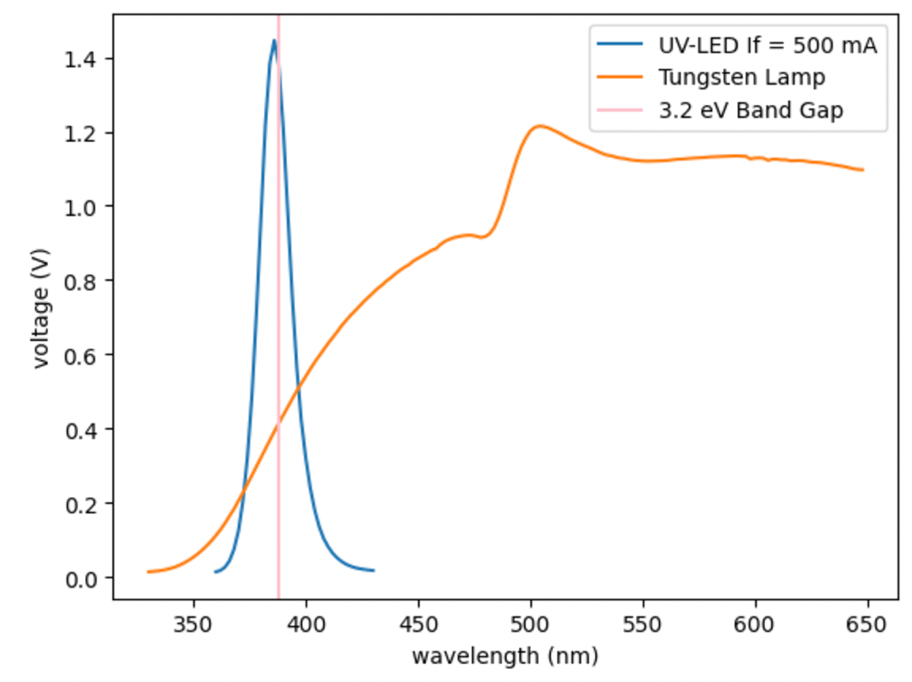 UV-LED If = 500 mA
Tungsten Lamp
3.2 eV Band Gap
1.4
1.2
1.0
0.8
0.6
0.4
0.2
0.0
voltage (V)
350 400 450 500 550 600 650
wavelength (nm)